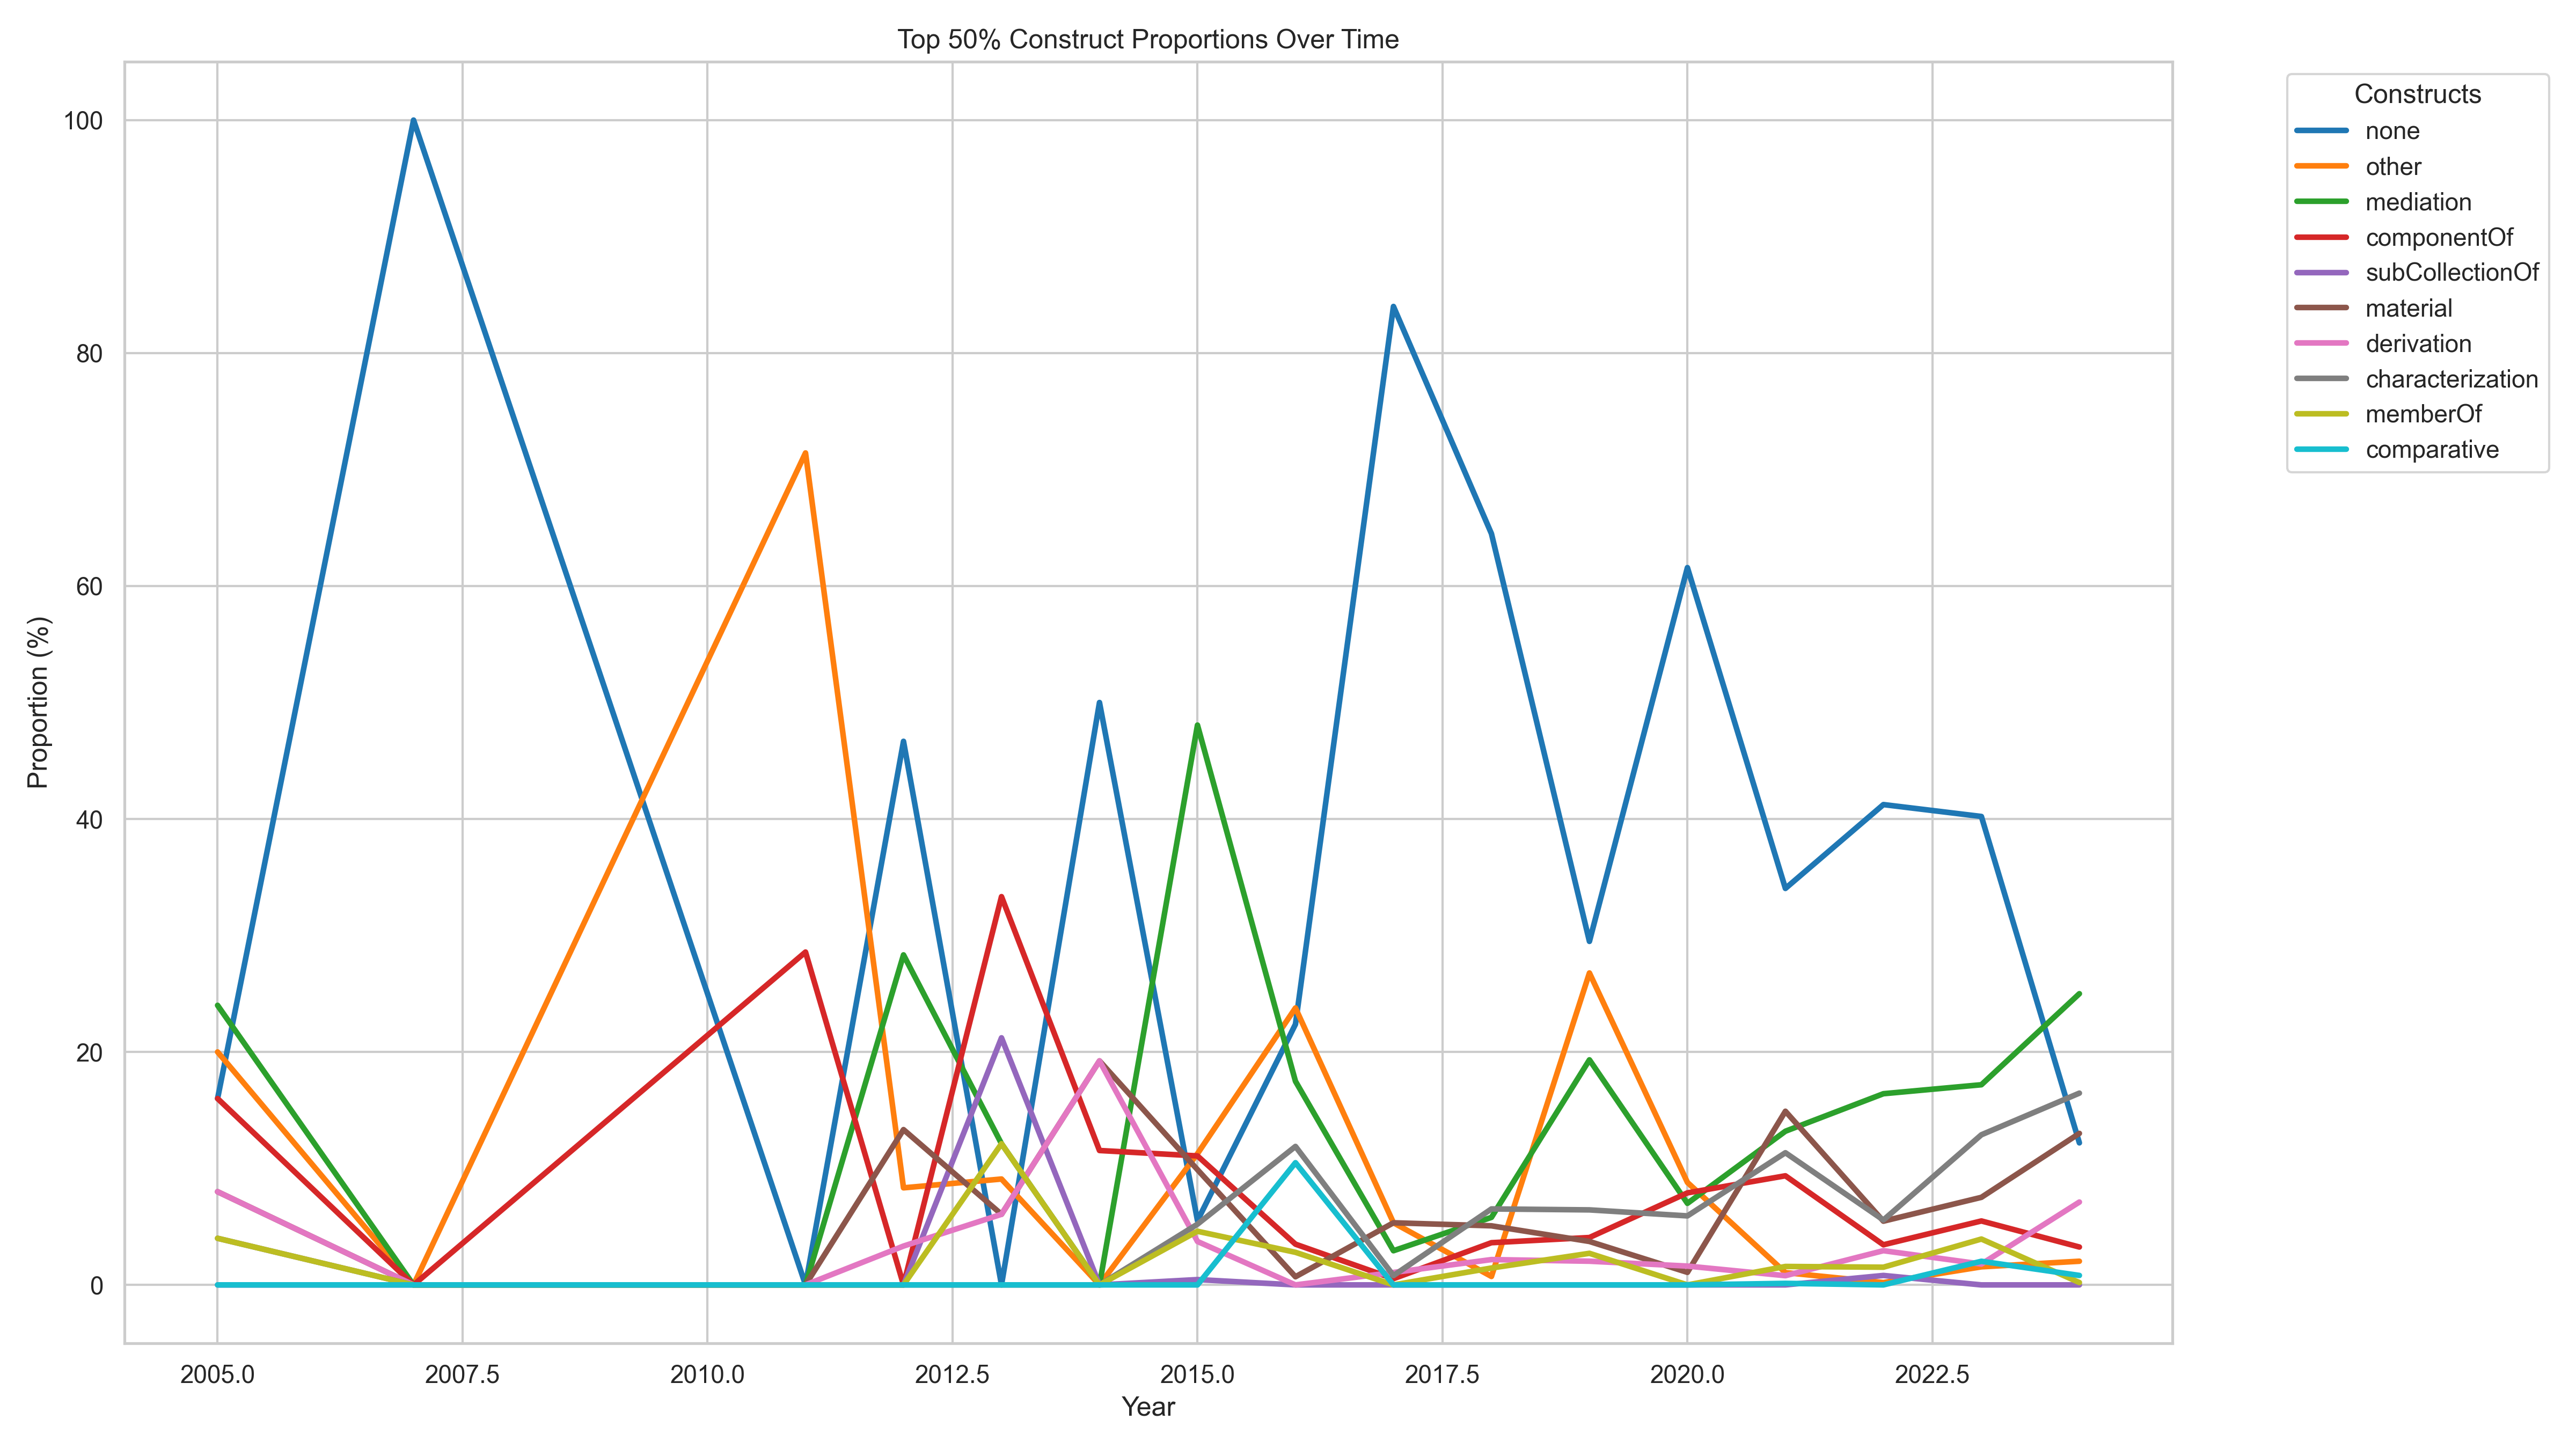 Top 50% Construct Proportions Over Time
Constructs
none
other
mediation
componentOf
subCollectionOf
material
derivation
characterization
memberOf
comparative
Proportion (%)
100
80
60
40
20
0
2005.0 2007.5 2010.0 2012.5 2015.0 2017.5 2020.0 2022.5
Year